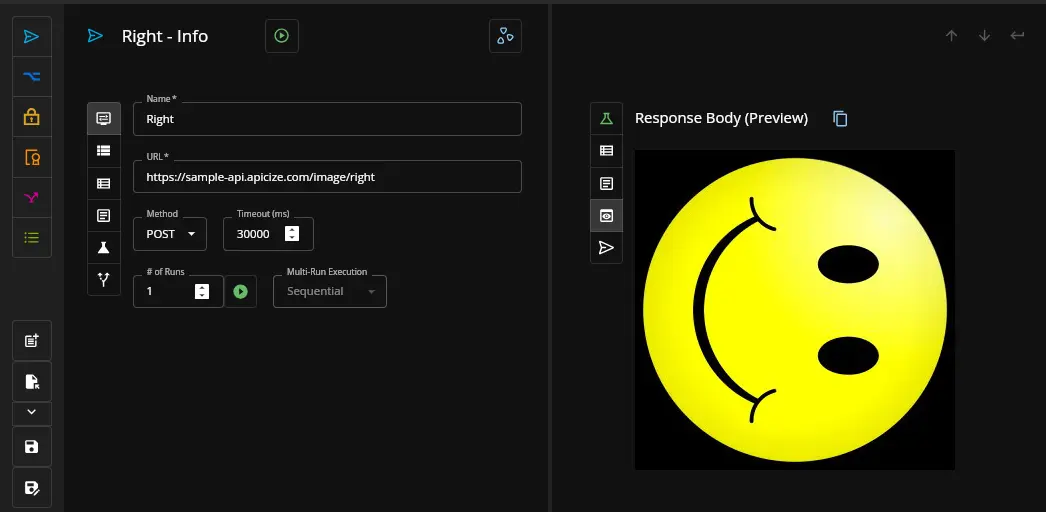 Right - Info
Name *
Right
URL *
https://sample-api.apicize.com/image/right
Method
POST
Timeout (ms)
30000
# of Runs
1
Multi-Run Execution
Sequential
Response Body (Preview)